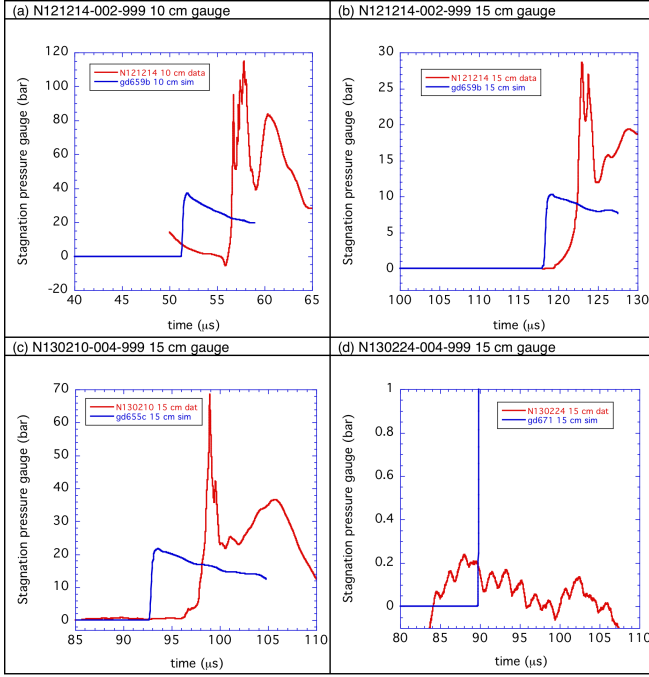 (a) N121214-002-999 10 cm gauge
120
100
80
60
40
20
0
-20
40
45
50
55
60
65
Stagnation pressure gauge (bar)
time (μs)
N121214 10 cm data
gd659b 10 cm sim
(b) N121214-002-999 15 cm gauge
30
25
20
15
10
5
0
100
105
110
115
120
125
130
Stagnation pressure gauge (bar)
time (μs)
N121214 15 cm data
gd659b 15 cm sim
(c) N130210-004-999 15 cm gauge
70
60
50
40
30
20
10
0
85
90
95
100
105
110
Stagnation pressure gauge (bar)
time (μs)
N130210 15 cm dat
gd655c 15 cm sim
(d) N130224-004-999 15 cm gauge
1
0.8
0.6
0.4
0.2
0
80
85
90
95
100
105
110
Stagnation pressure gauge (bar)
time (μs)
N130224 15 cm dat
gd671 15 cm sim